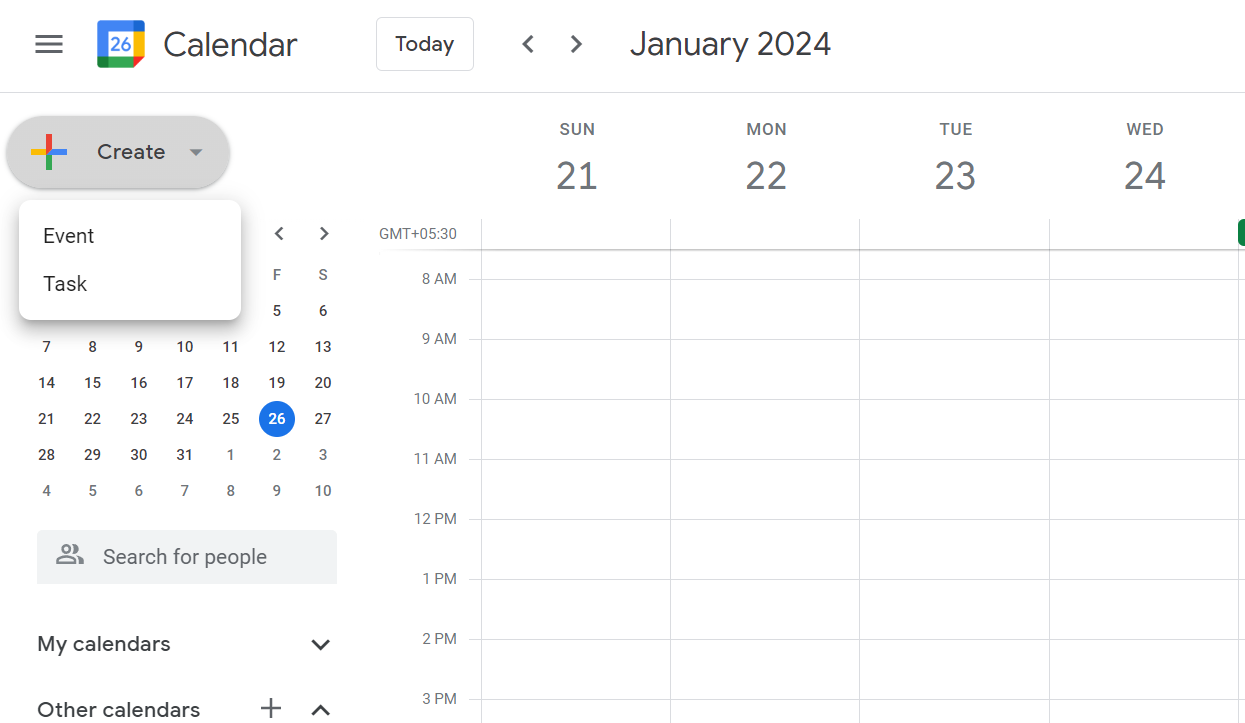 26 Calendar Today January 2024
Create
SUN MON TUE WED
21 22 23 24
Event
GMT+05:30
Task
F S
5 6
7 8 9 10 11 12 13
14 15 16 17 18 19 20
21 22 23 24 25 26 27
28 29 30 31 1 2 3
4 5 6 7 8 9 10
Search for people
My calendars
Other calendars
8 AM
9 AM
10 AM
11 AM
12 PM
1 PM
2 PM
3 PM